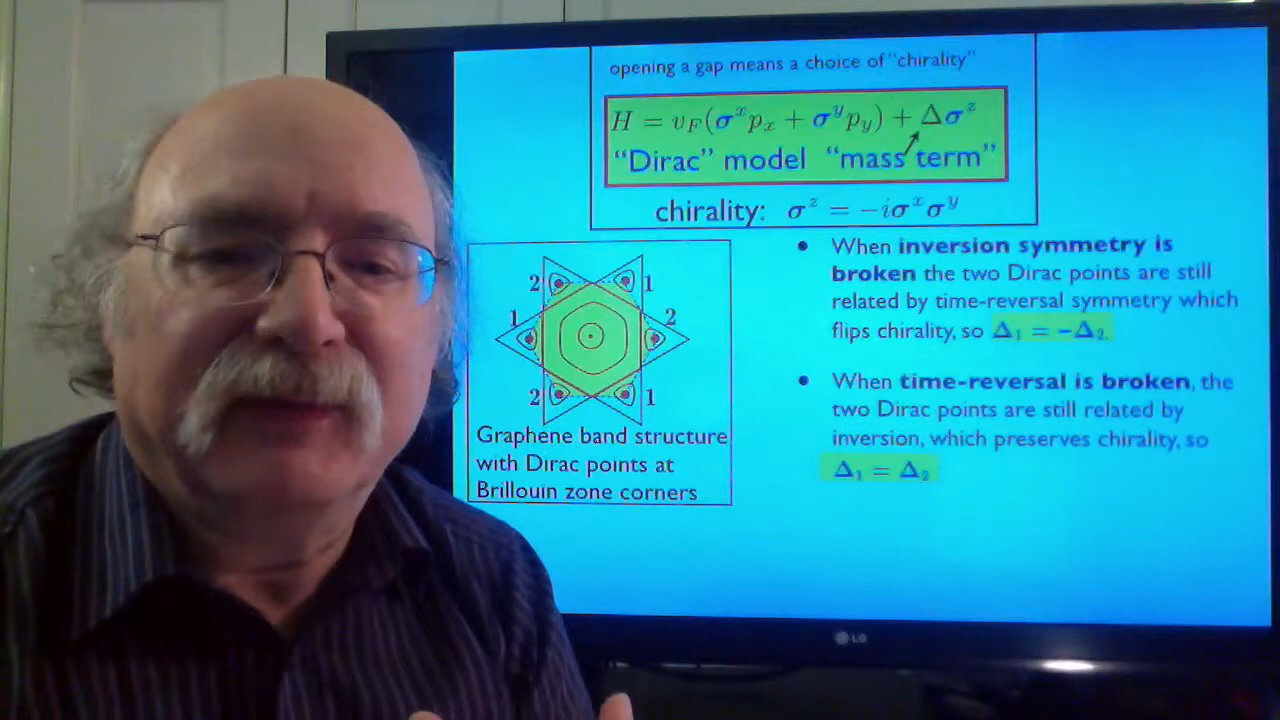 opening a gap means a choice of "chirality"
H = v_F(σ^x p_x + σ^y p_y) + Δσ^z
"Dirac" model "mass term"
chirality: σ^z = −iσ^x σ^y
2 1
1 2
2 1
Graphene band structure
with Dirac points at
Brillouin zone corners
• When inversion symmetry is
broken the two Dirac points are still
related by time-reversal symmetry which
flips chirality, so Δ₁ = −Δ₂.
• When time-reversal is broken, the
two Dirac points are still related by
inversion, which preserves chirality, so
Δ₁ = Δ₂
LG